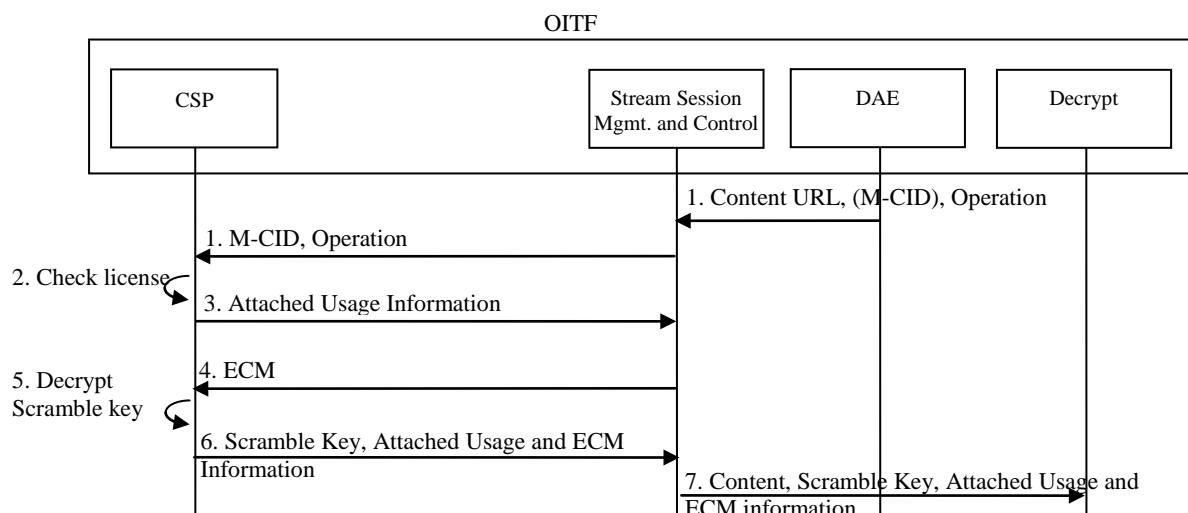 OITF
CSP
Stream Session
Mgmt. and Control
DAE
Decrypt
1. Content URL, (M-CID), Operation
1. M-CID, Operation
2. Check license
3. Attached Usage Information
4. ECM
5. Decrypt
Scramble key
6. Scramble Key, Attached Usage and ECM
Information
7. Content, Scramble Key, Attached Usage and
ECM information